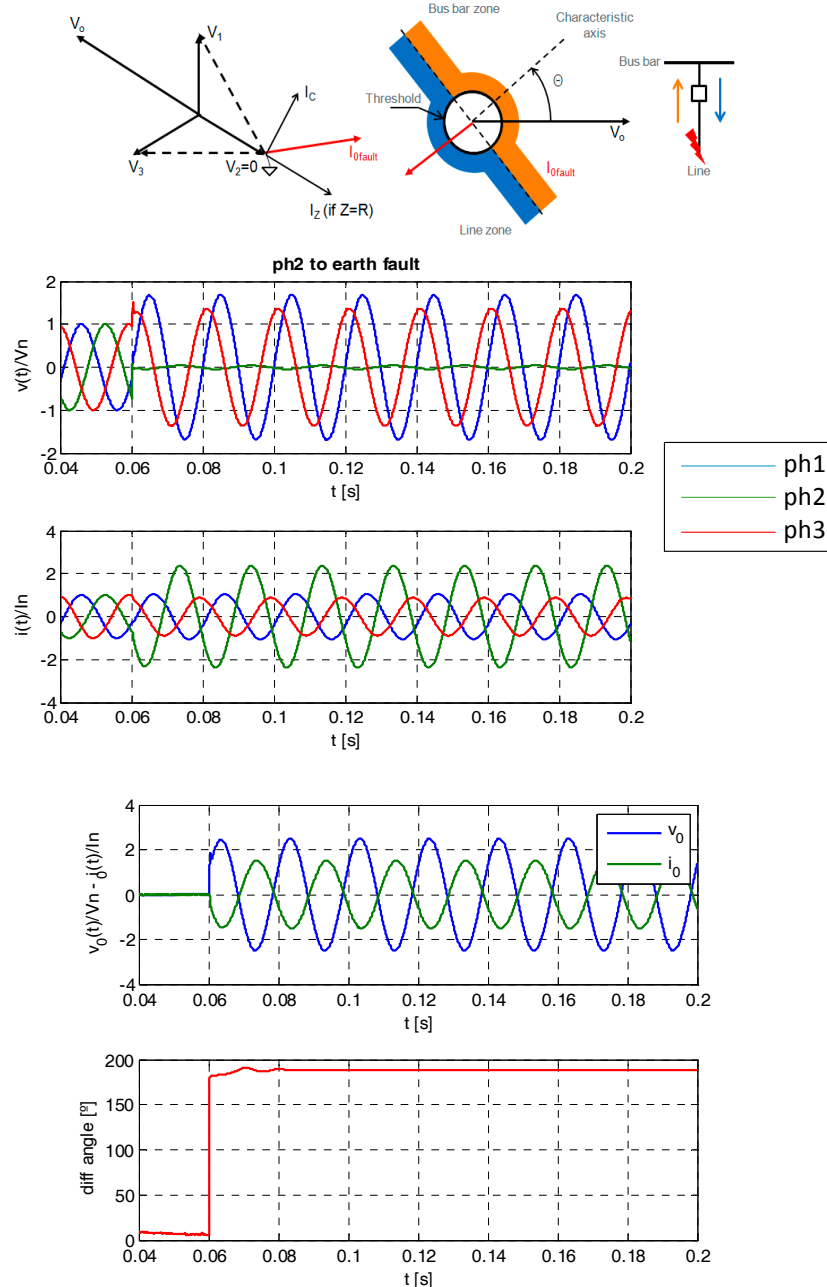 V₀
V₁
I_C
I_0fault
V₃
V₂=0
I_Z (if Z=R)
Bus bar zone
Characteristic
axis
Θ
Threshold
V₀
I_0fault
Line zone
Bus bar
Line
ph2 to earth fault
v(t)/Vn
2
1
0
-1
-2
0.04
0.06
0.08
0.1
0.12
0.14
0.16
0.18
0.2
t [s]
ph1
ph2
ph3
i(t)/In
4
2
0
-2
-4
0.04
0.06
0.08
0.1
0.12
0.14
0.16
0.18
0.2
t [s]
v₀(t)/Vn - i₀(t)/In
4
2
0
-2
-4
v₀
i₀
0.04
0.06
0.08
0.1
0.12
0.14
0.16
0.18
0.2
t [s]
diff angle [º]
200
150
100
50
0
0.04
0.06
0.08
0.1
0.12
0.14
0.16
0.18
0.2
t [s]